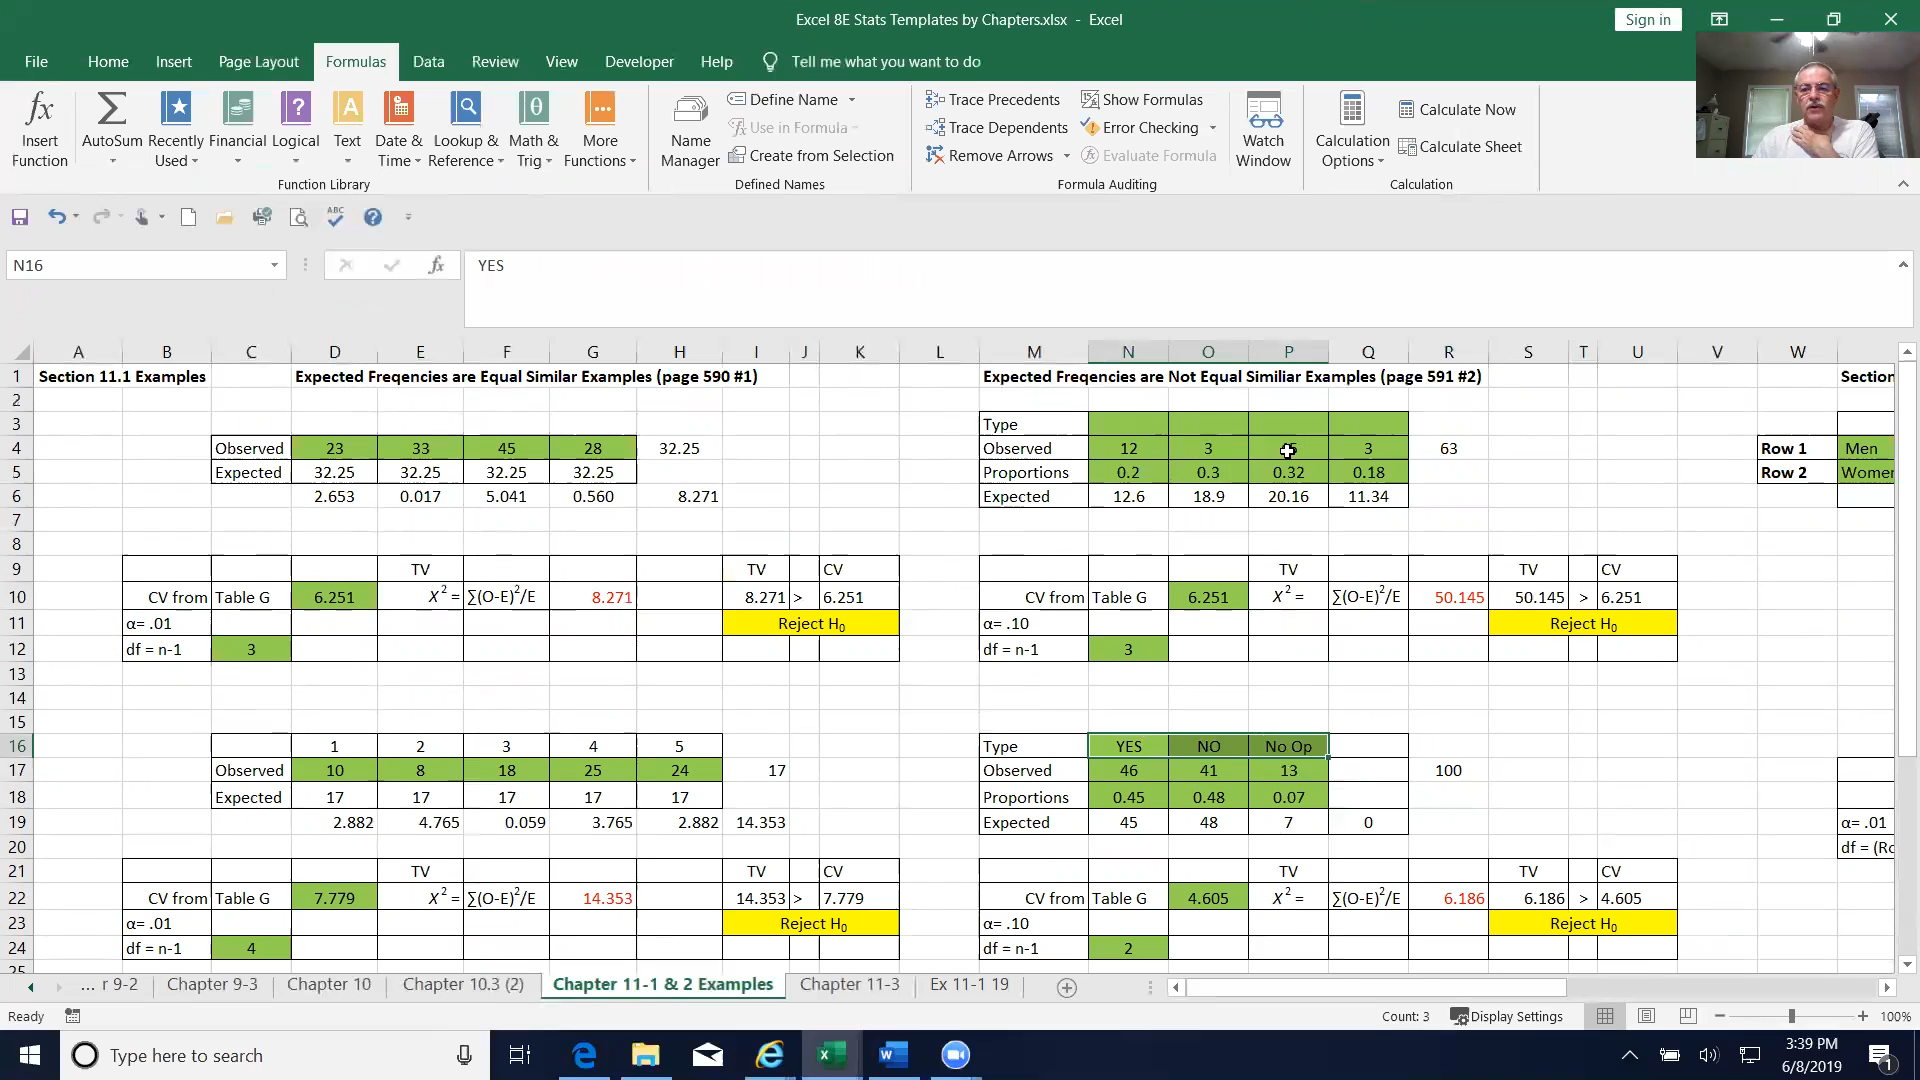 Excel 8E Stats Templates by Chapters.xlsx - Excel
Sign in
File Home Insert Page Layout Formulas Data Review View Developer Help Tell me what you want to do
Insert Function
AutoSum
Recently Used
Financial
Logical
Text
Date & Time
Lookup & Reference
Math & Trig
More Functions
Function Library
Name Manager
Define Name
Use in Formula
Create from Selection
Defined Names
Trace Precedents
Trace Dependents
Remove Arrows
Show Formulas
Error Checking
Evaluate Formula
Formula Auditing
Watch Window
Calculation Options
Calculate Now
Calculate Sheet
Calculation
N16 fx YES
A B C D E F G H I J K L M N O P Q R S T U V W
1 Section 11.1 Examples Expected Freqencies are Equal Similar Examples (page 590 #1) Expected Freqencies are Not Equal Similiar Examples (page 591 #2) Section
2
3 Type
4 Observed 23 33 45 28 32.25 Observed 12 3 3 63 Row 1 Men
5 Expected 32.25 32.25 32.25 32.25 Proportions 0.2 0.3 0.32 0.18 Row 2 Women
6 2.653 0.017 5.041 0.560 8.271 Expected 12.6 18.9 20.16 11.34
7
8
9 TV TV CV TV TV CV
10 CV from Table G 6.251 X² = ∑(O-E)²/E 8.271 8.271 > 6.251 CV from Table G 6.251 X² = ∑(O-E)²/E 50.145 50.145 > 6.251
11 α= .01 Reject H₀ α= .10 Reject H₀
12 df = n-1 3 df = n-1 3
13
14
15
16 1 2 3 4 5 Type YES NO No Op
17 Observed 10 8 18 25 24 17 Observed 46 41 13 100
18 Expected 17 17 17 17 17 Proportions 0.45 0.48 0.07
19 2.882 4.765 0.059 3.765 2.882 14.353 Expected 45 48 7 0 α= .01
20 df = (Ro
21 TV TV CV TV TV CV
22 CV from Table G 7.779 X² = ∑(O-E)²/E 14.353 14.353 > 7.779 CV from Table G 4.605 X² = ∑(O-E)²/E 6.186 6.186 > 4.605
23 α= .01 Reject H₀ α= .10 Reject H₀
24 df = n-1 4 df = n-1 2
25
... r 9-2 Chapter 9-3 Chapter 10 Chapter 10.3 (2) Chapter 11-1 & 2 Examples Chapter 11-3 Ex 11-1 19
Ready Count: 3 Display Settings 100%
Type here to search
3:39 PM
6/8/2019
1